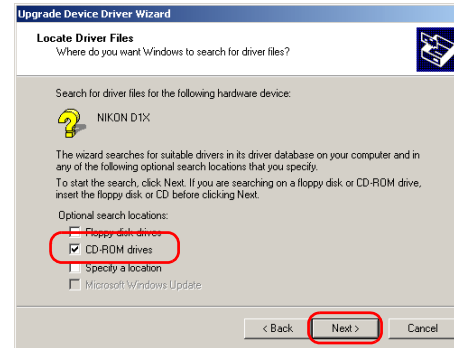 Upgrade Device Driver Wizard
Locate Driver Files
Where do you want Windows to search for driver files?
Search for driver files for the following hardware device:
NIKON D1X
The wizard searches for suitable drivers in its driver database on your computer and in
any of the following optional search locations that you specify.
To start the search, click Next. If you are searching on a floppy disk or CD-ROM drive,
insert the floppy disk or CD before clicking Next.
Optional search locations:
Floppy disk drives
CD-ROM drives
Specify a location
Microsoft Windows Update
< Back
Next >
Cancel